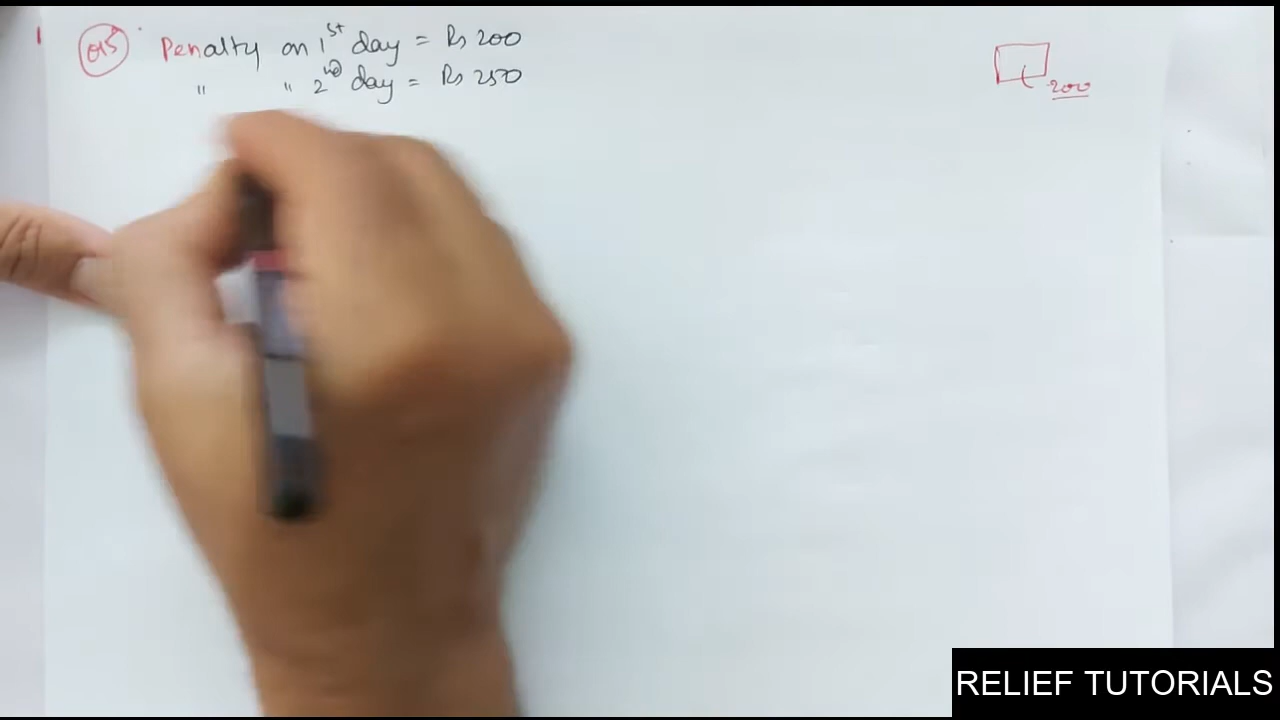 Q15 Penalty on 1st day = Rs 200
" " 2nd day = Rs 250
200
RELIEF TUTORIALS